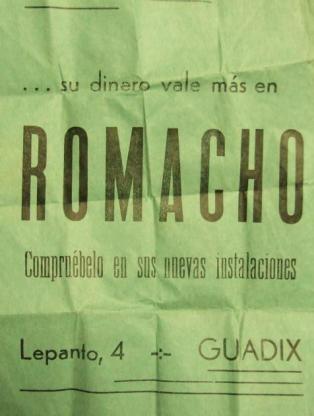 ... su dinero vale más en
ROMACHO
Compruébelo en sus nuevas instalaciones
Lepanto, 4 -:- GUADIX